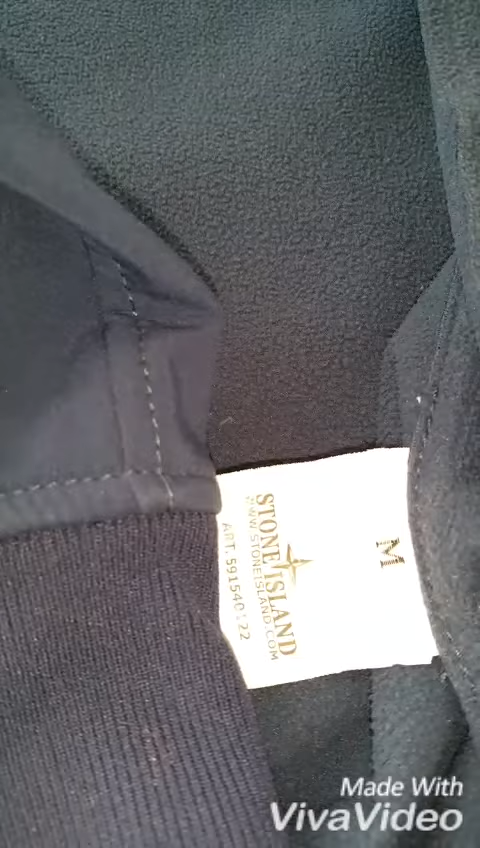 M
STONE ISLAND
WWW.STONEISLAND.COM
ART.591540122
Made With
VivaVideo